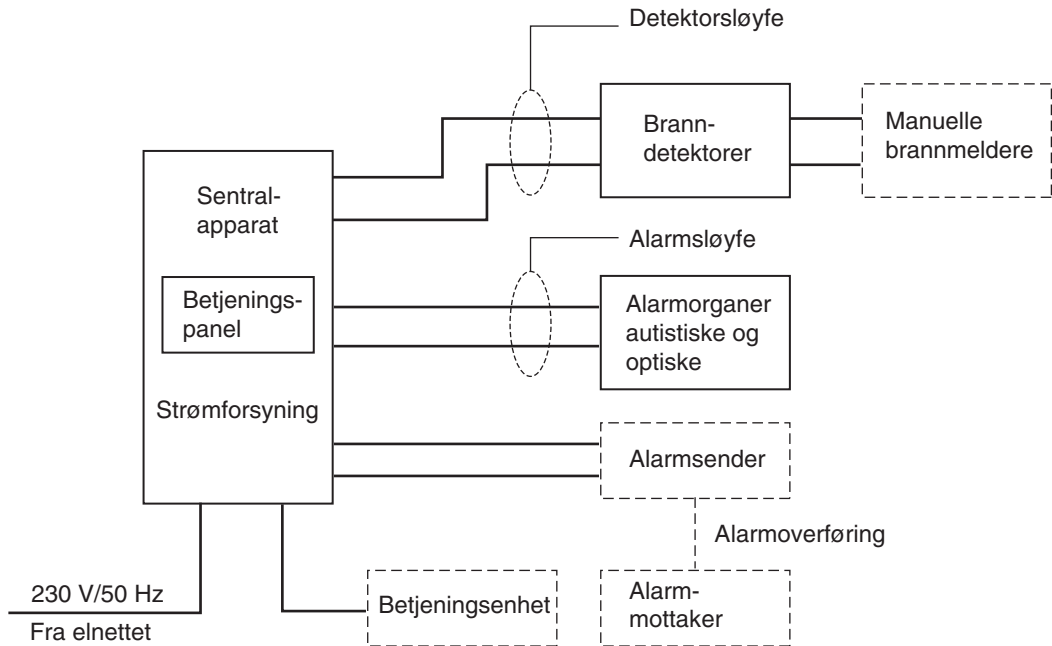 Detektorsløyfe
Brann-
detektorer
Manuelle
brannmeldere
Sentral-
apparat
Alarmsløyfe
Betjenings-
panel
Alarmorganer
autistiske og
optiske
Strømforsyning
Alarmsender
Alarmoverføring
230 V/50 Hz
Fra elnettet
Betjeningsenhet
Alarm-
mottaker